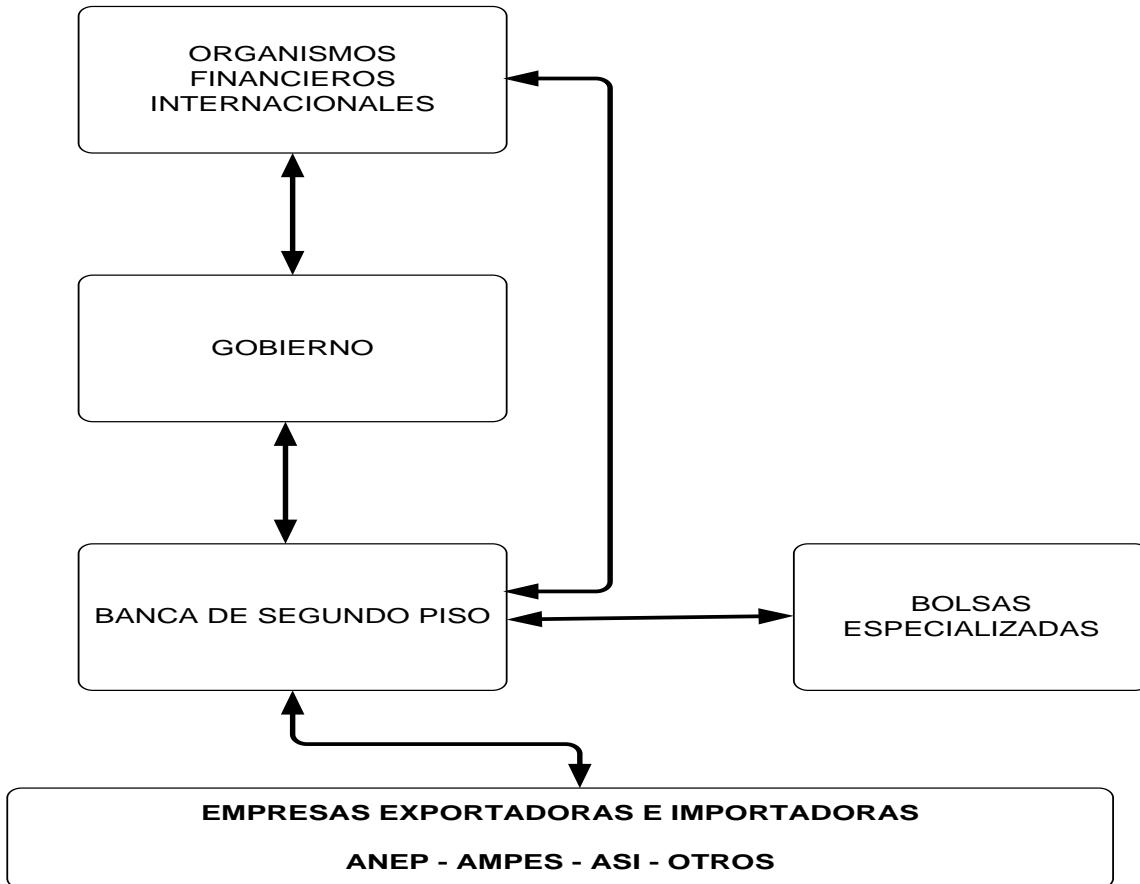 ORGANISMOS
FINANCIEROS
INTERNACIONALES
GOBIERNO
BANCA DE SEGUNDO PISO
BOLSAS
ESPECIALIZADAS
EMPRESAS EXPORTADORAS E IMPORTADORAS
ANEP - AMPES - ASI - OTROS